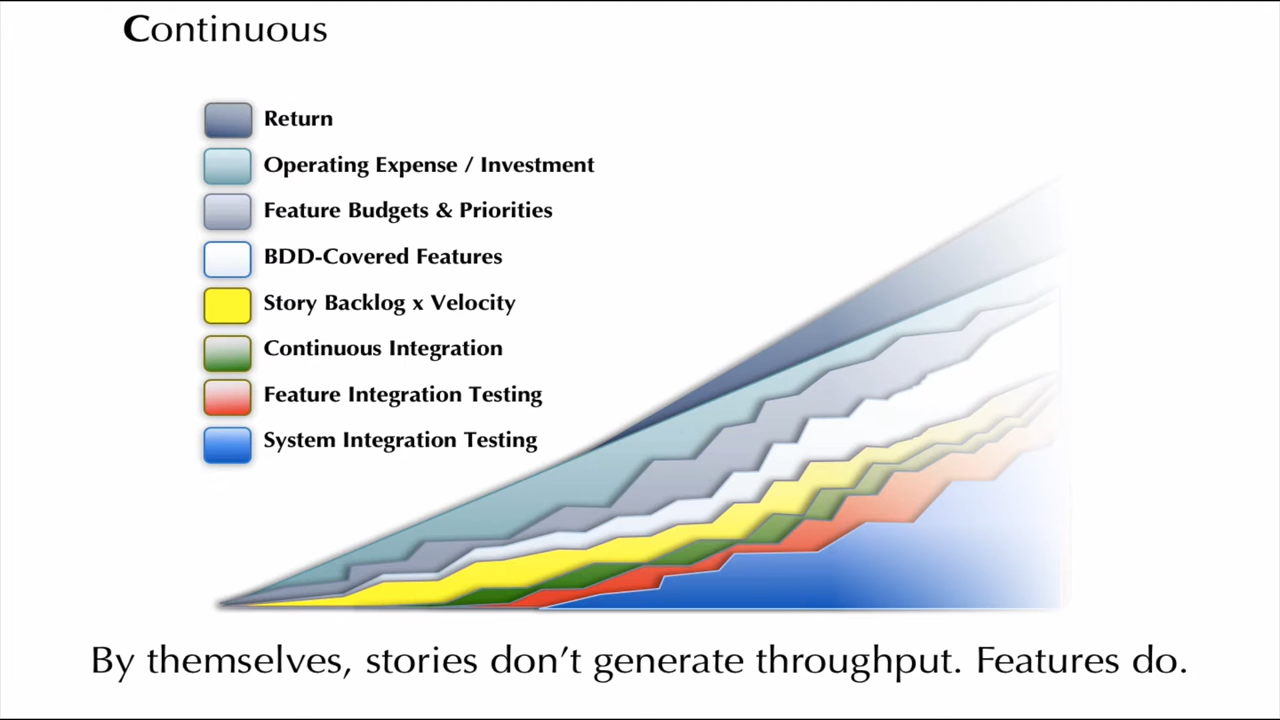 Continuous
Return
Operating Expense / Investment
Feature Budgets & Priorities
BDD-Covered Features
Story Backlog x Velocity
Continuous Integration
Feature Integration Testing
System Integration Testing
By themselves, stories don’t generate throughput. Features do.